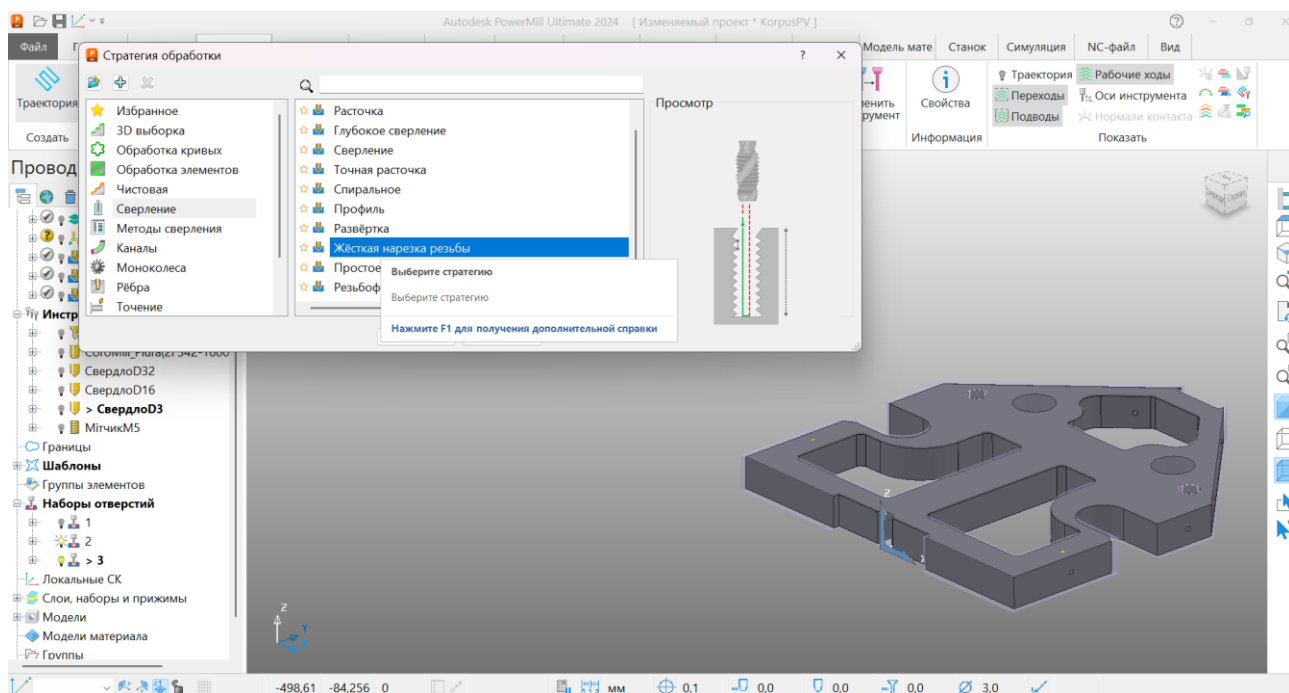 Autodesk PowerMill Ultimate 2024 [Изменяемый проект * KorpusPV ]
Файл
Модель мате
Станок
Симуляция
NC-файл
Вид
Стратегия обработки
? ×
Траектория
Создать
Свойства
Информация
Траектория
Рабочие ходы
Переходы
Оси инструмента
Подводы
Нормали контакта
Показать
Избранное
3D выборка
Обработка кривых
Обработка элементов
Чистовая
Сверление
Методы сверления
Каналы
Моноколеса
Рёбра
Точение
Расточка
Глубокое сверление
Сверление
Точная расточка
Спиральное
Профиль
Развёртка
Жёсткая нарезка резьбы
Простое
Резьбоф
Просмотр
Выберите стратегию
Выберите стратегию
Нажмите F1 для получения дополнительной справки
Провод
Инстр
СверлоD32
СверлоD16
> СверлоD3
МітчикМ5
Границы
Шаблоны
Группы элементов
Наборы отверстий
1
2
> 3
Локальные СК
Слои, наборы и прижимы
Модели
Модели материала
Группы
Z
Z
Y
X
-498,61 -84,256 0
мм
0,1
0,0
0,0
0,0
3,0